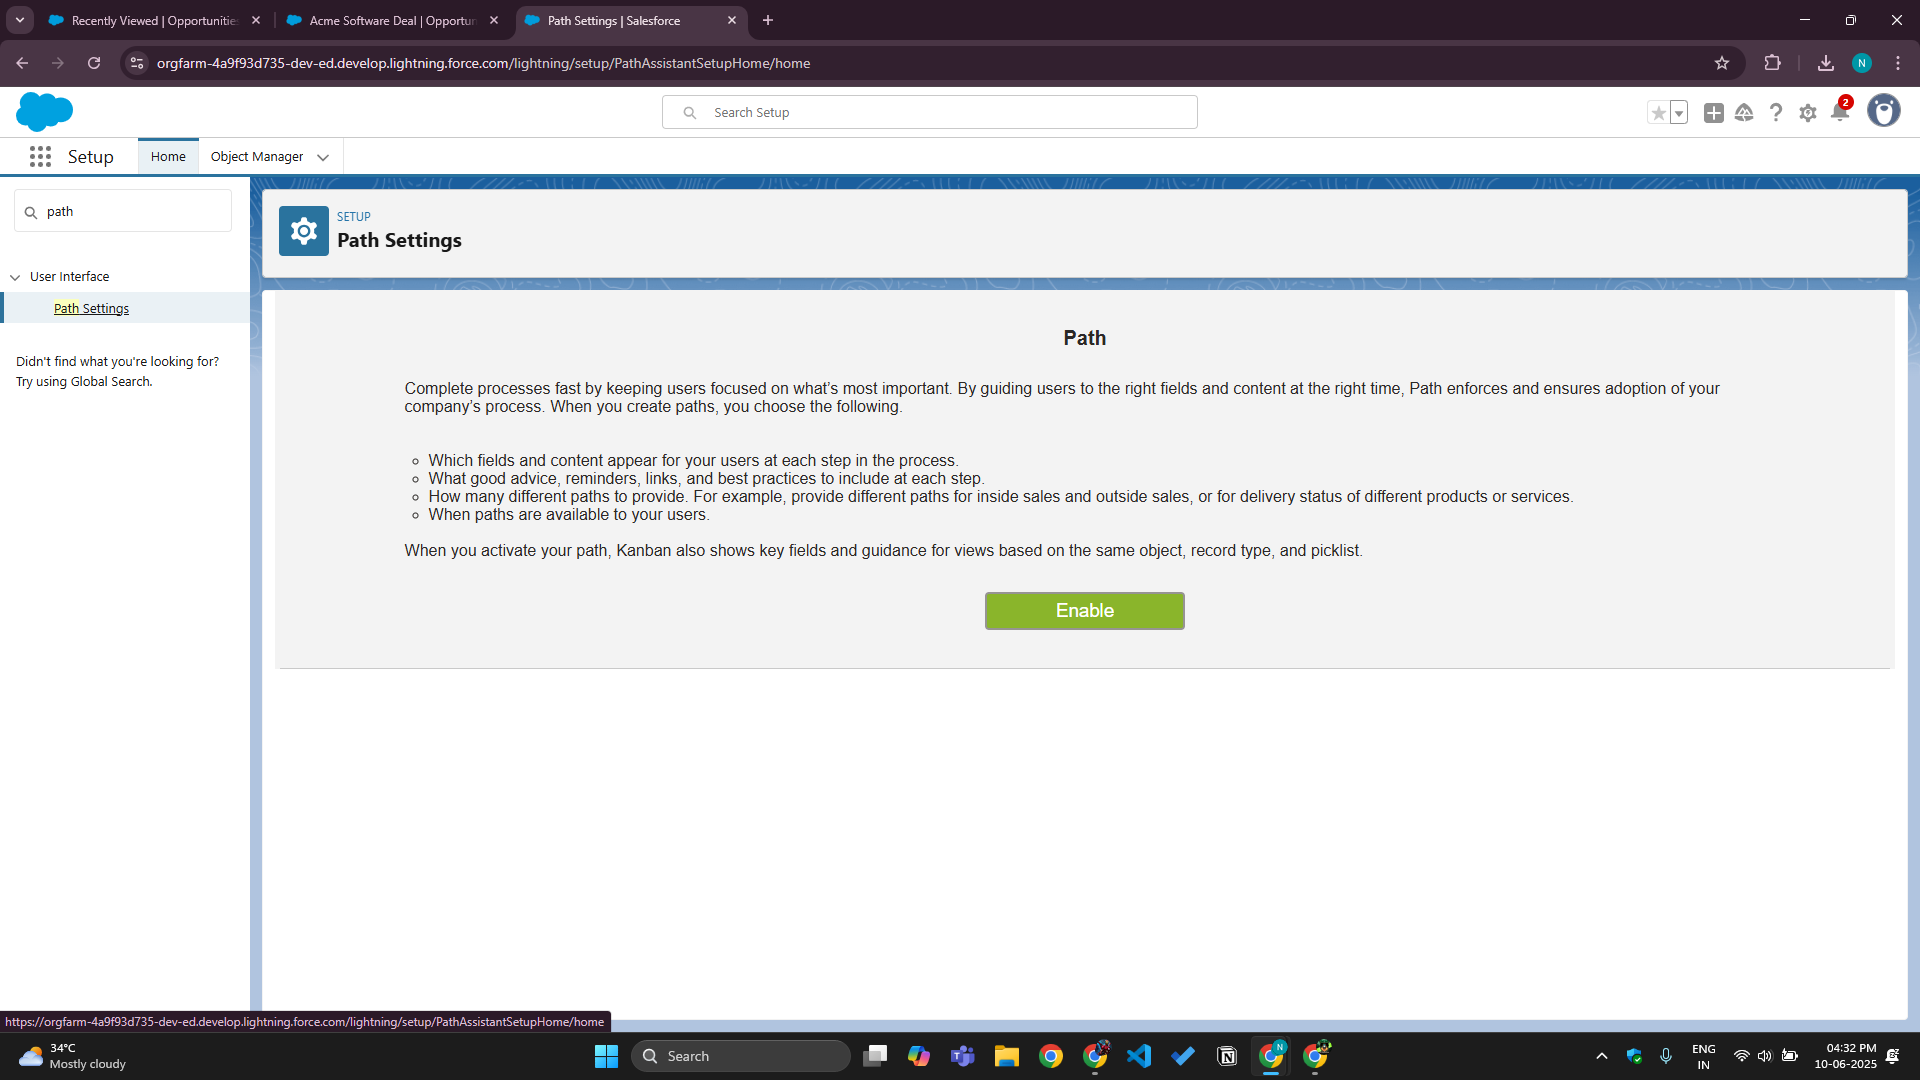 Recently Viewed | Opportunitie
Acme Software Deal | Opportun
Path Settings | Salesforce
orgfarm-4a9f93d735-dev-ed.develop.lightning.force.com/lightning/setup/PathAssistantSetupHome/home
N
Search Setup
2
Setup
Home
Object Manager
path
User Interface
Path Settings
Didn't find what you're looking for?
Try using Global Search.
SETUP
Path Settings
Path
Complete processes fast by keeping users focused on what's most important. By guiding users to the right fields and content at the right time, Path enforces and ensures adoption of your
company's process. When you create paths, you choose the following.
Which fields and content appear for your users at each step in the process.
What good advice, reminders, links, and best practices to include at each step.
How many different paths to provide. For example, provide different paths for inside sales and outside sales, or for delivery status of different products or services.
When paths are available to your users.
When you activate your path, Kanban also shows key fields and guidance for views based on the same object, record type, and picklist.
Enable
https://orgfarm-4a9f93d735-dev-ed.develop.lightning.force.com/lightning/setup/PathAssistantSetupHome/home
34°C
Mostly cloudy
Search
N
ENG
IN
04:32 PM
10-06-2025